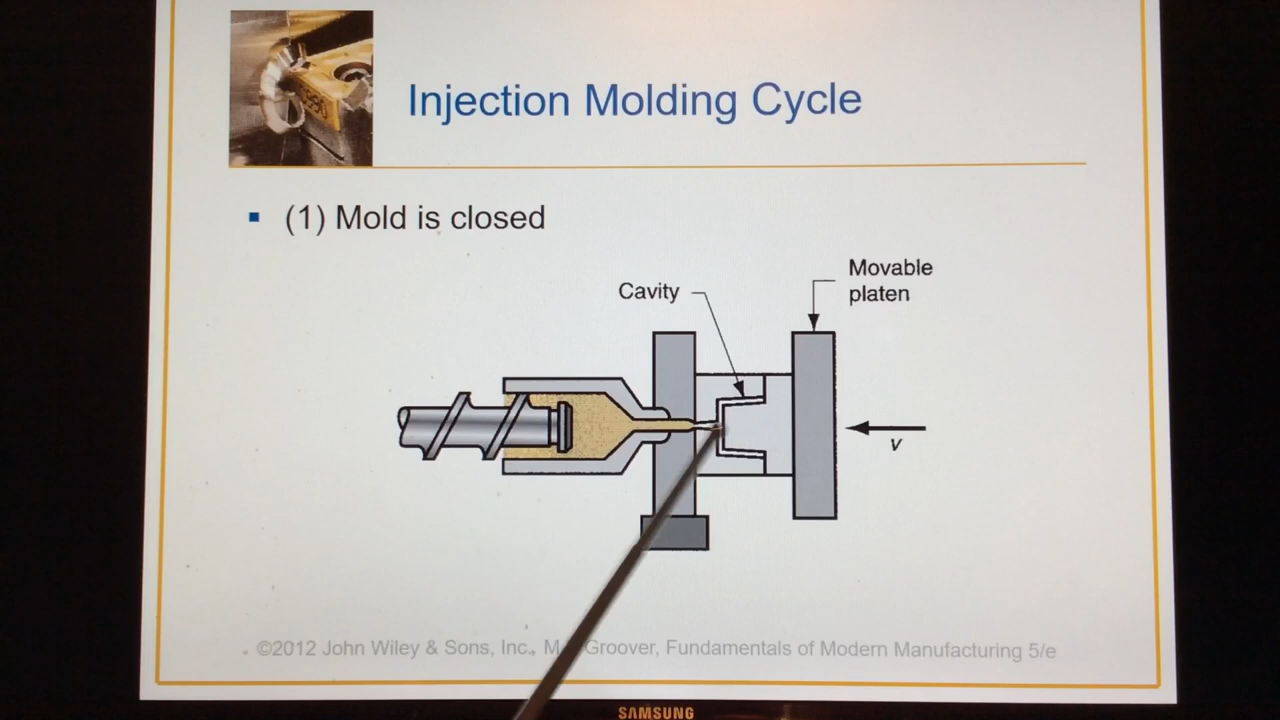 Injection Molding Cycle
▪ (1) Mold is closed
Movable
platen
Cavity
v
©2012 John Wiley & Sons, Inc., M Groover, Fundamentals of Modern Manufacturing 5/e
SAMSUNG